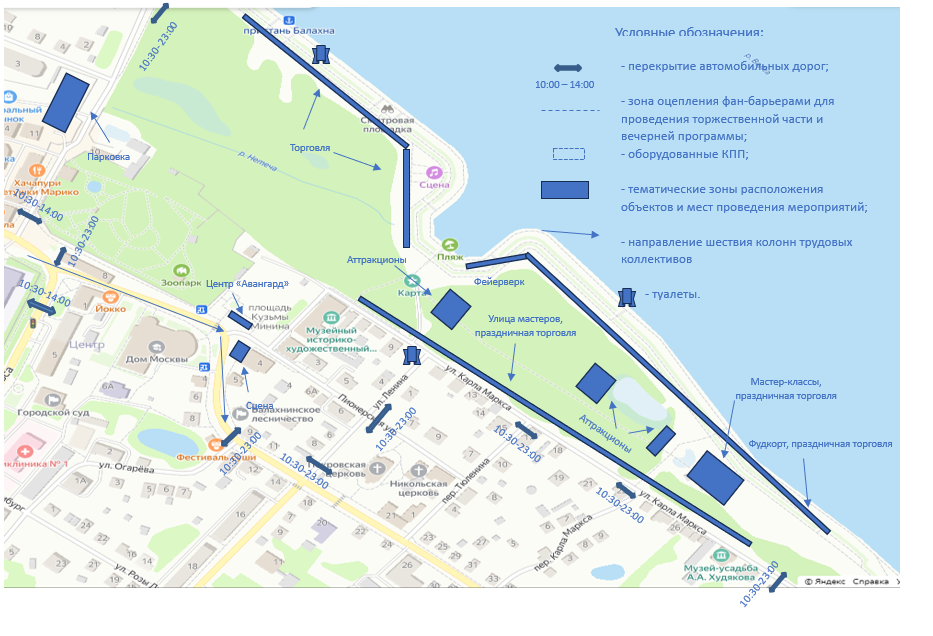 пристань Балахна
10:30-23:00
Условные обозначения:
- перекрытие автомобильных дорог;
10:00 – 14:00
- зона оцепления фан-барьерами для
проведения торжественной части и
вечерней программы;
- оборудованные КПП;
- тематические зоны расположения
объектов и мест проведения мероприятий;
- направление шествия колонн трудовых
коллективов
- туалеты.
Смотровая
площадка
Торговля
р. Нетеча
Парковка
Хачапури
Марико
Сцена
10:30-14:00
10:30-23:00
Пляж
Аттракционы
Зоопарк
Фейерверк
Центр «Авангард»
Карта
10:30-14:00
Йокко
площадь
Кузьмы
Минина
Музейный
историко-
художественный...
Улица мастеров,
праздничная торговля
Центр
Дом Москвы
ул. Карла Маркса
Мастер-классы,
праздничная торговля
ул. Ленина
Пионерская ул.
Городской суд
Сцена
Балахнинское
лесничество
Аттракционы
10:30-23:00
10:30-23:00
Фудкорт, праздничная торговля
Фестиваль суши
10:30-23:00
10:30-23:00
Покровская
церковь
Никольская
церковь
ул. Огарёва
пер. Тюленина
10:30-23:00
ул. Карла Маркса
пер. Карла Маркса
Музей-усадьба
А.А. Худякова
ул. Розы Л
10:30-23:00
© Яндекс Справка